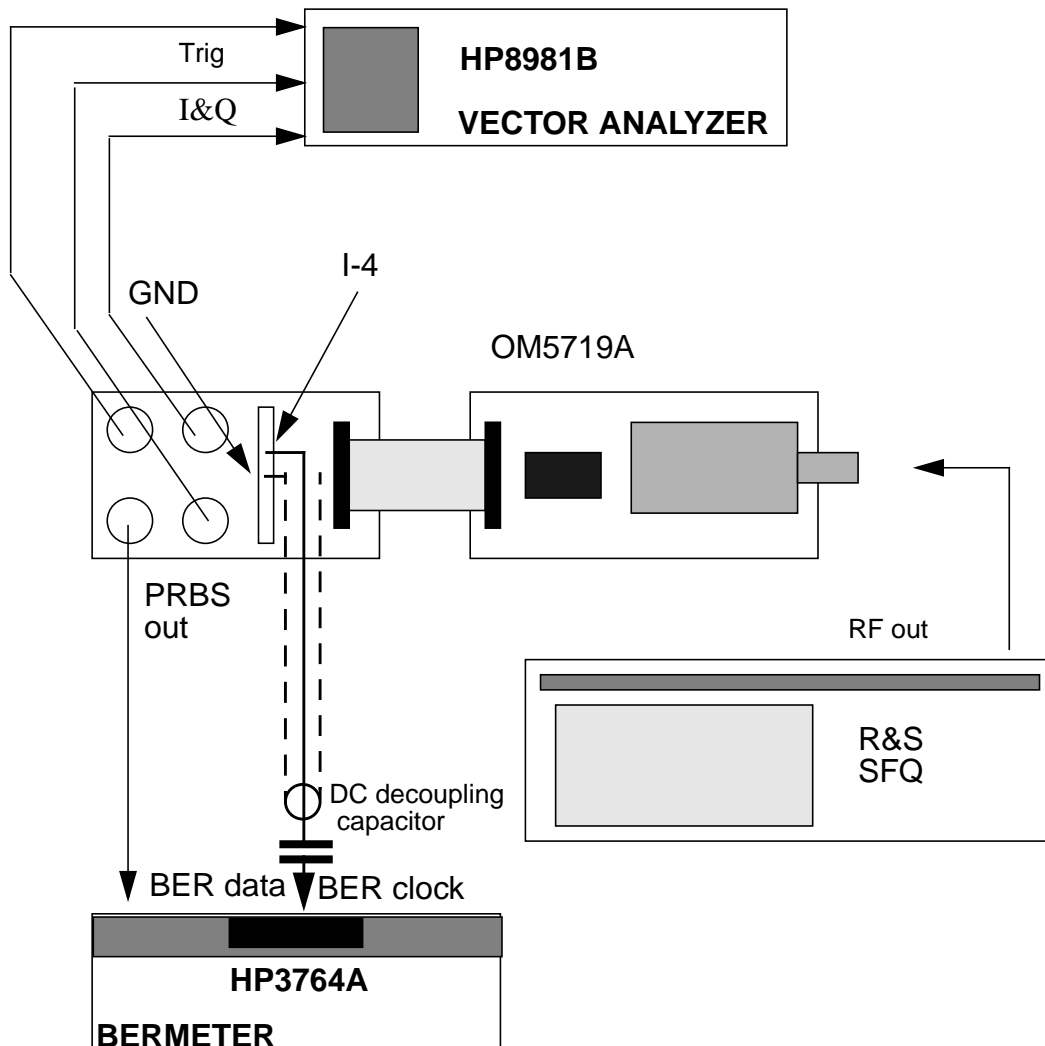 Trig
HP8981B
I&Q
VECTOR ANALYZER
I-4
GND
OM5719A
PRBS
out
RF out
R&S
SFQ
DC decoupling
capacitor
BER data
BER clock
HP3764A
BERMETER